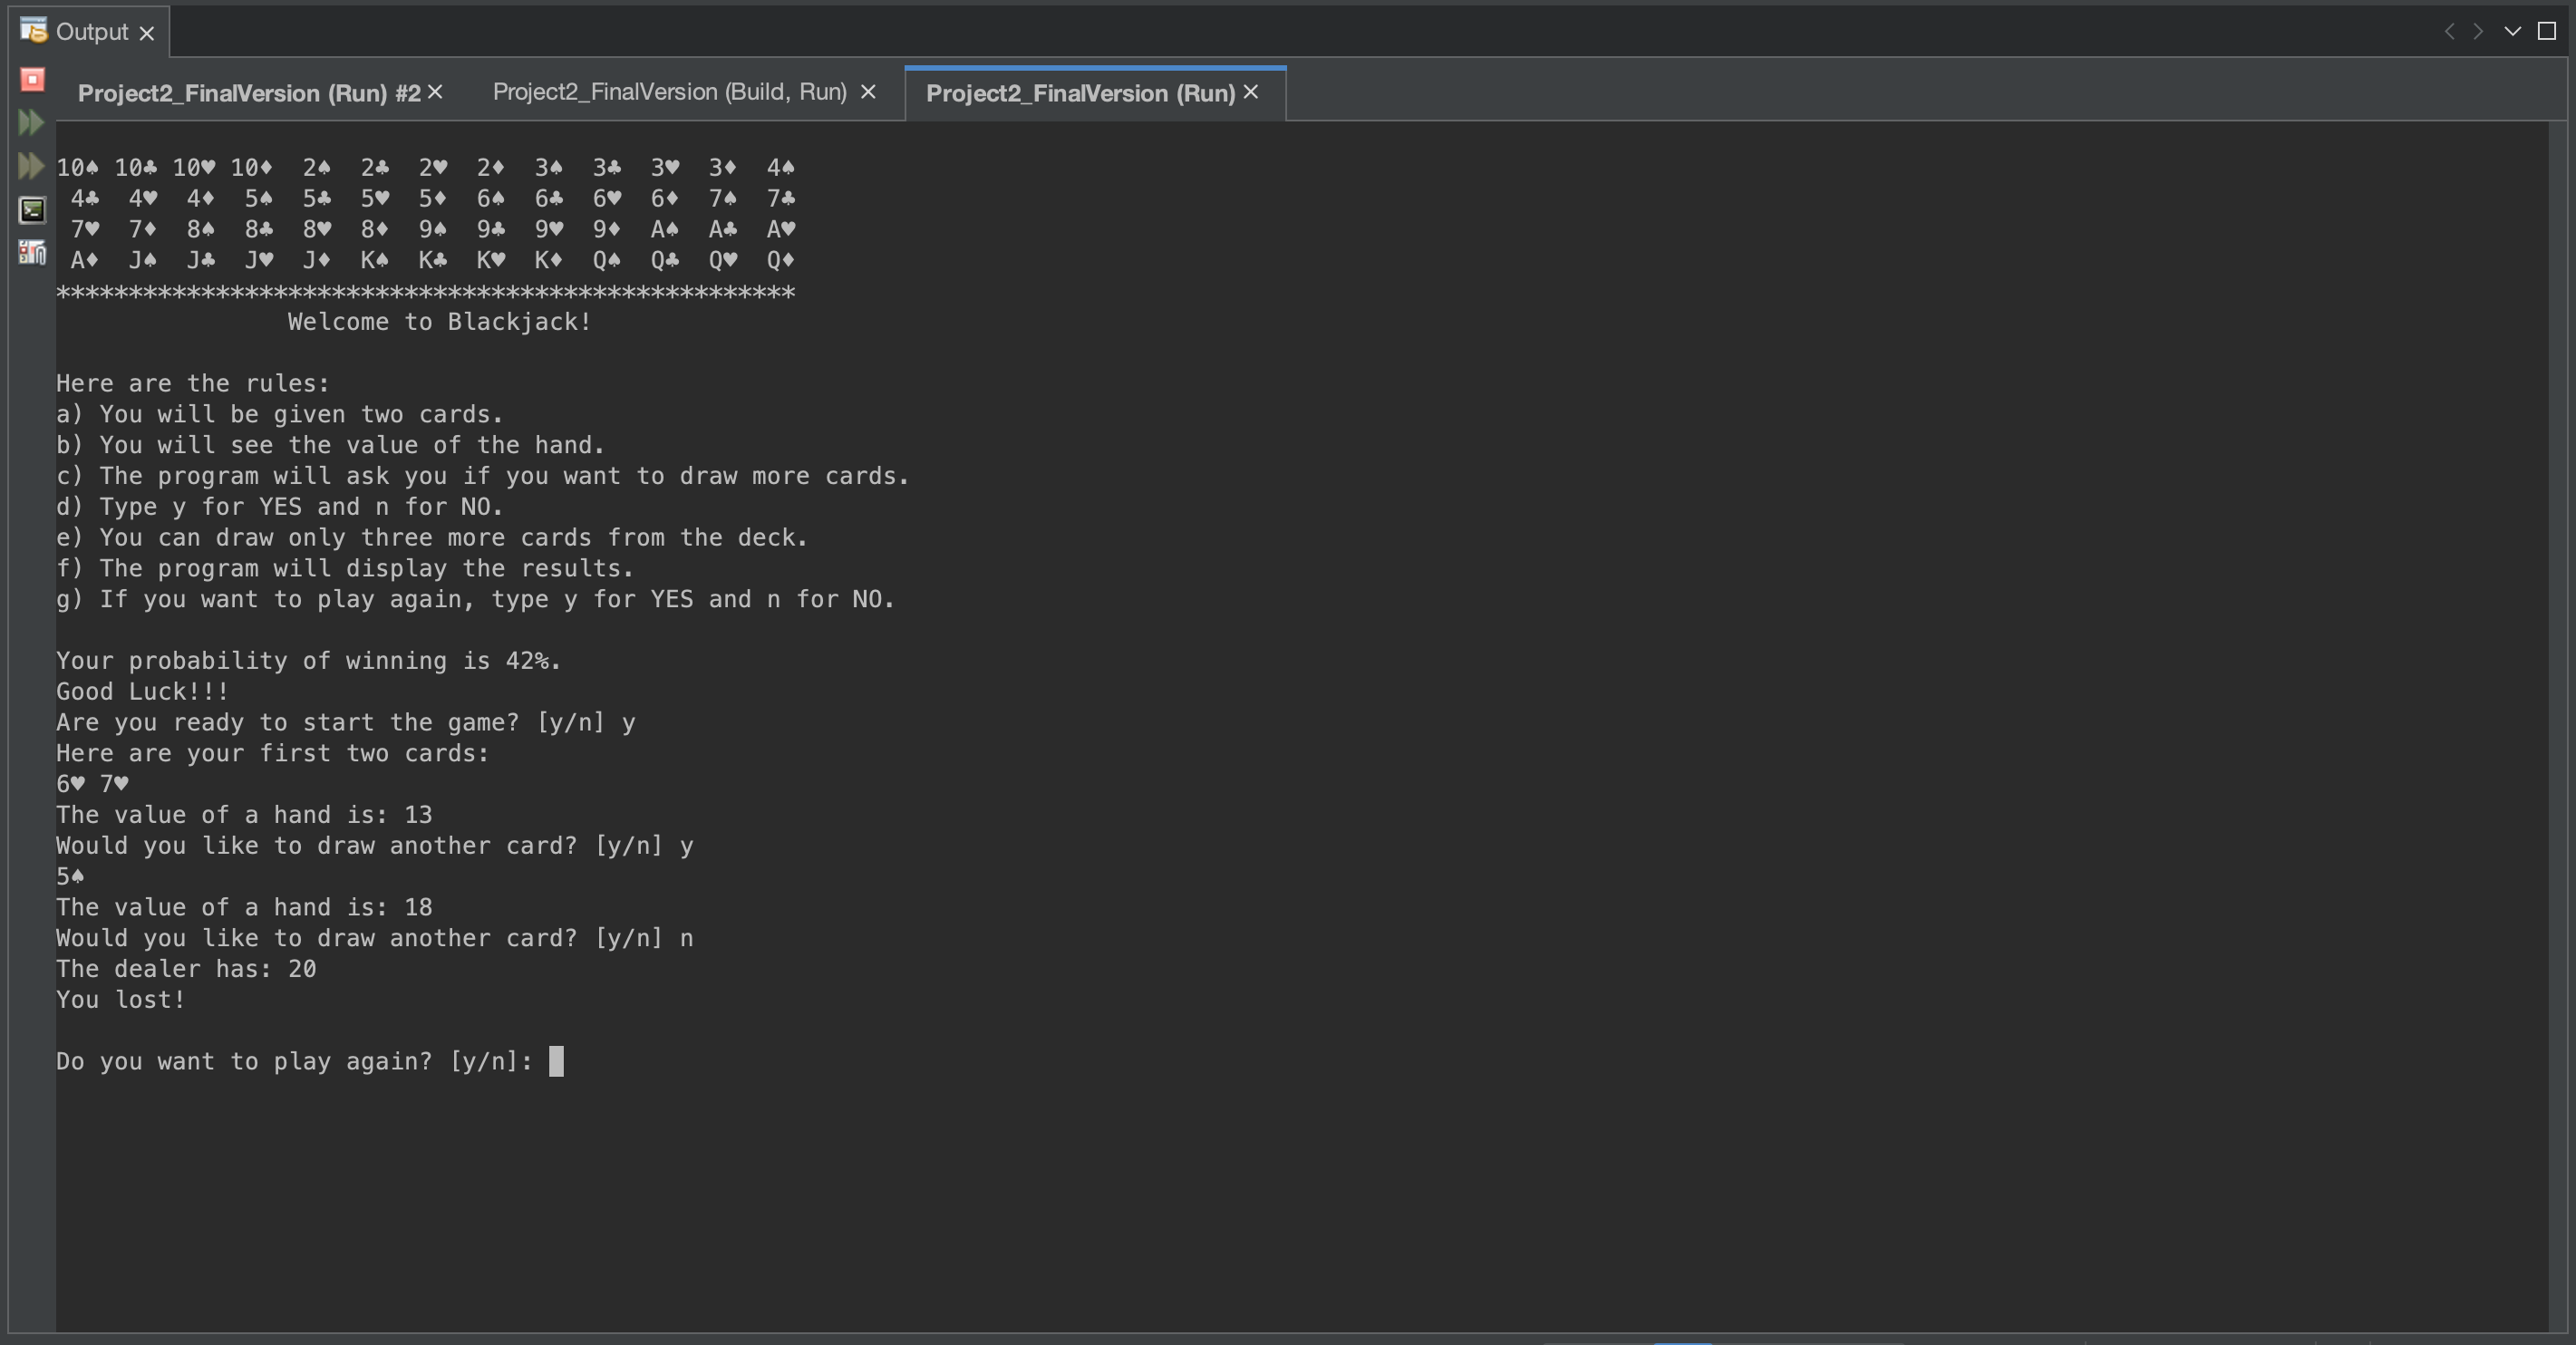 Output
Project2_FinalVersion (Run) #2 Project2_FinalVersion (Build, Run) Project2_FinalVersion (Run)
10♠ 10♣ 10♥ 10♦  2♠  2♣  2♥  2♦  3♠  3♣  3♥  3♦  4♠
 4♣  4♥  4♦  5♠  5♣  5♥  5♦  6♠  6♣  6♥  6♦  7♠  7♣
 7♥  7♦  8♠  8♣  8♥  8♦  9♠  9♣  9♥  9♦  A♠  A♣  A♥
 A♦  J♠  J♣  J♥  J♦  K♠  K♣  K♥  K♦  Q♠  Q♣  Q♥  Q♦
***************************************************
Welcome to Blackjack!
Here are the rules:
a) You will be given two cards.
b) You will see the value of the hand.
c) The program will ask you if you want to draw more cards.
d) Type y for YES and n for NO.
e) You can draw only three more cards from the deck.
f) The program will display the results.
g) If you want to play again, type y for YES and n for NO.
Your probability of winning is 42%.
Good Luck!!!
Are you ready to start the game? [y/n] y
Here are your first two cards:
6♥ 7♥
The value of a hand is: 13
Would you like to draw another card? [y/n] y
5♠
The value of a hand is: 18
Would you like to draw another card? [y/n] n
The dealer has: 20
You lost!
Do you want to play again? [y/n]: